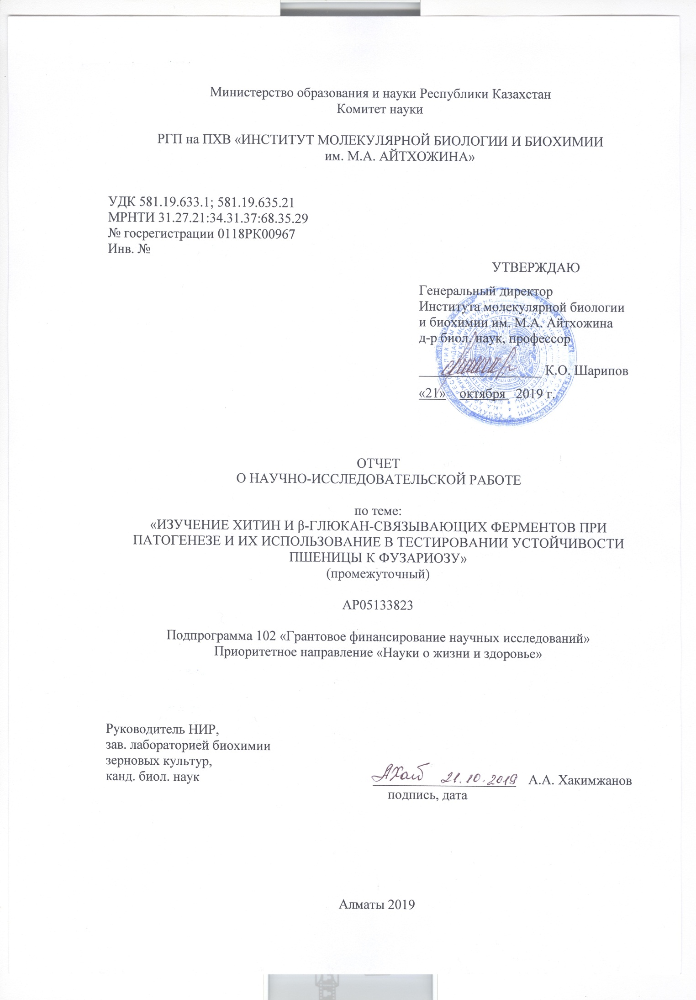 Министерство образования и науки Республики Казахстан
Комитет науки
РГП на ПХВ «ИНСТИТУТ МОЛЕКУЛЯРНОЙ БИОЛОГИИ И БИОХИМИИ
им. М.А. АЙТХОЖИНА»
УДК 581.19.633.1; 581.19.635.21
МРНТИ 31.27.21:34.31.37:68.35.29
№ госрегистрации 0118РК00967
Инв. №
УТВЕРЖДАЮ
Генеральный директор
Института молекулярной биологии
и биохимии им. М.А. Айтхожина
д-р биол. наук, профессор
К.О. Шарипов
«21» октября 2019 г.
ОТЧЕТ
О НАУЧНО-ИССЛЕДОВАТЕЛЬСКОЙ РАБОТЕ
по теме:
«ИЗУЧЕНИЕ ХИТИН И β-ГЛЮКАН-СВЯЗЫВАЮЩИХ ФЕРМЕНТОВ ПРИ
ПАТОГЕНЕЗЕ И ИХ ИСПОЛЬЗОВАНИЕ В ТЕСТИРОВАНИИ УСТОЙЧИВОСТИ
ПШЕНИЦЫ К ФУЗАРИОЗУ»
(промежуточный)
АР05133823
Подпрограмма 102 «Грантовое финансирование научных исследований»
Приоритетное направление «Науки о жизни и здоровье»
Руководитель НИР,
зав. лабораторией биохимии
зерновых культур,
канд. биол. наук
21.10.2019 А.А. Хакимжанов
подпись, дата
Алматы 2019